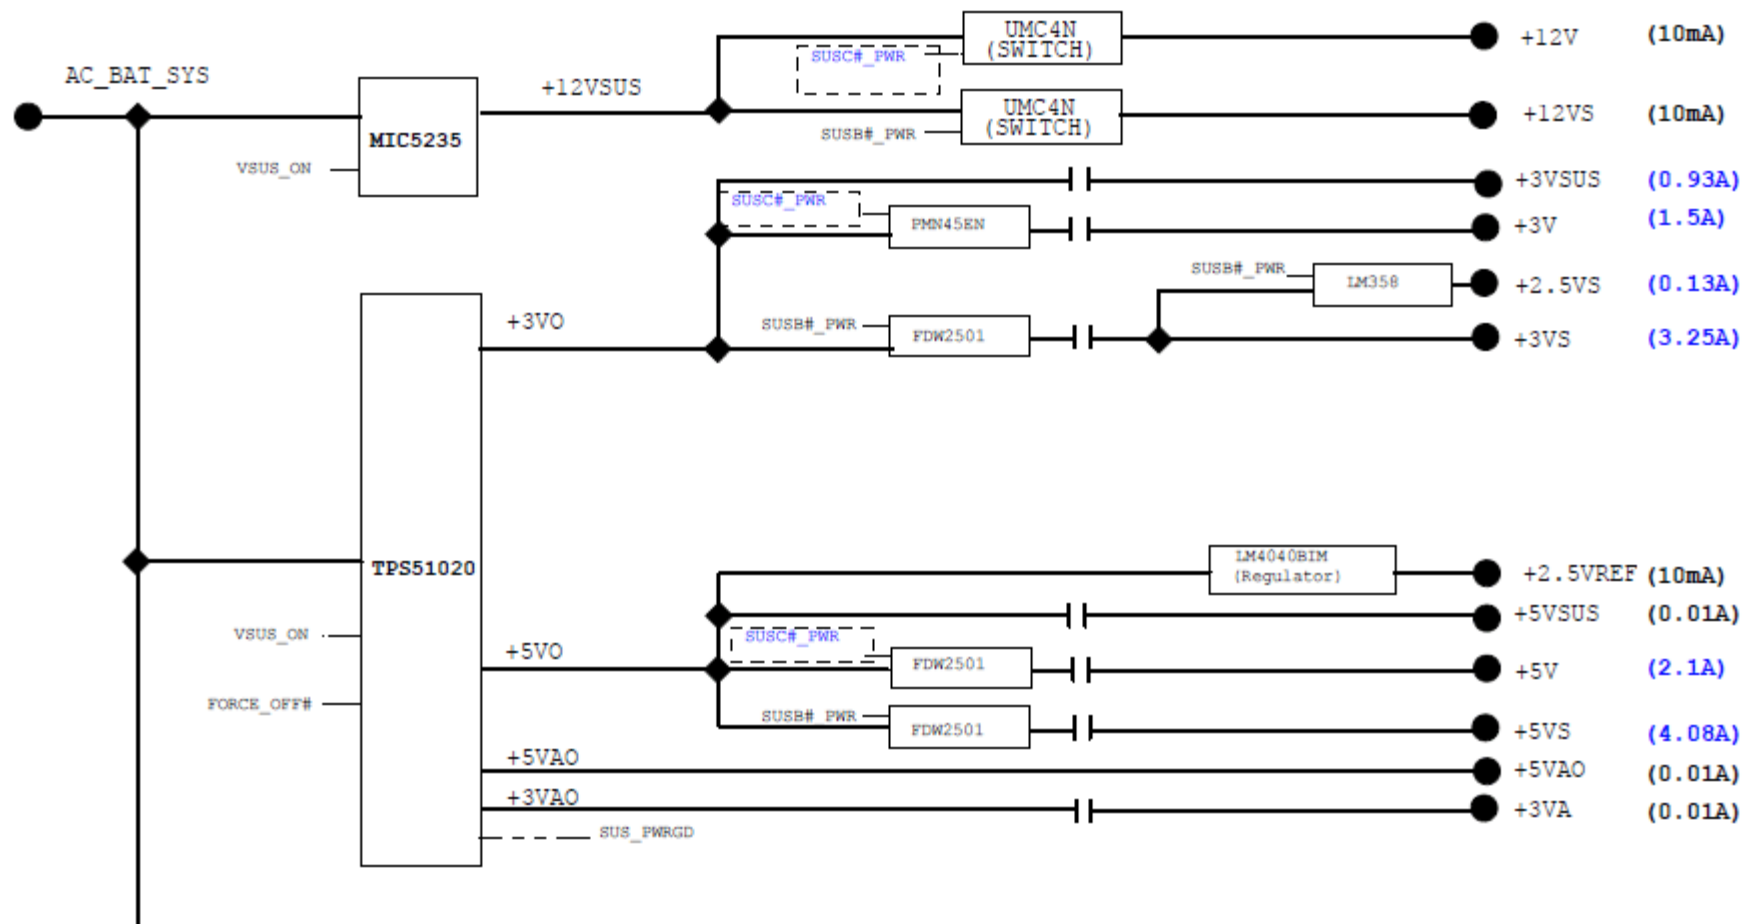 UMC4N
(SWITCH)
+12V (10mA)
SUSC#_PWR
AC_BAT_SYS
+12VSUS
UMC4N
(SWITCH)
+12VS (10mA)
SUSB#_PWR
MIC5235
VSUS_ON
+3VSUS (0.93A)
SUSC#_PWR
PMN45EN
+3V (1.5A)
SUSB#_PWR
LM358
+2.5VS (0.13A)
+3VO
SUSB#_PWR
FDW2501
+3VS (3.25A)
TPS51020
LM4040BIM
(Regulator)
+2.5VREF (10mA)
+5VSUS (0.01A)
VSUS_ON
SUSC#_PWR
+5VO
FDW2501
+5V (2.1A)
FORCE_OFF#
SUSB#_PWR
FDW2501
+5VS (4.08A)
+5VAO
+5VAO (0.01A)
+3VAO
+3VA (0.01A)
SUS_PWRGD